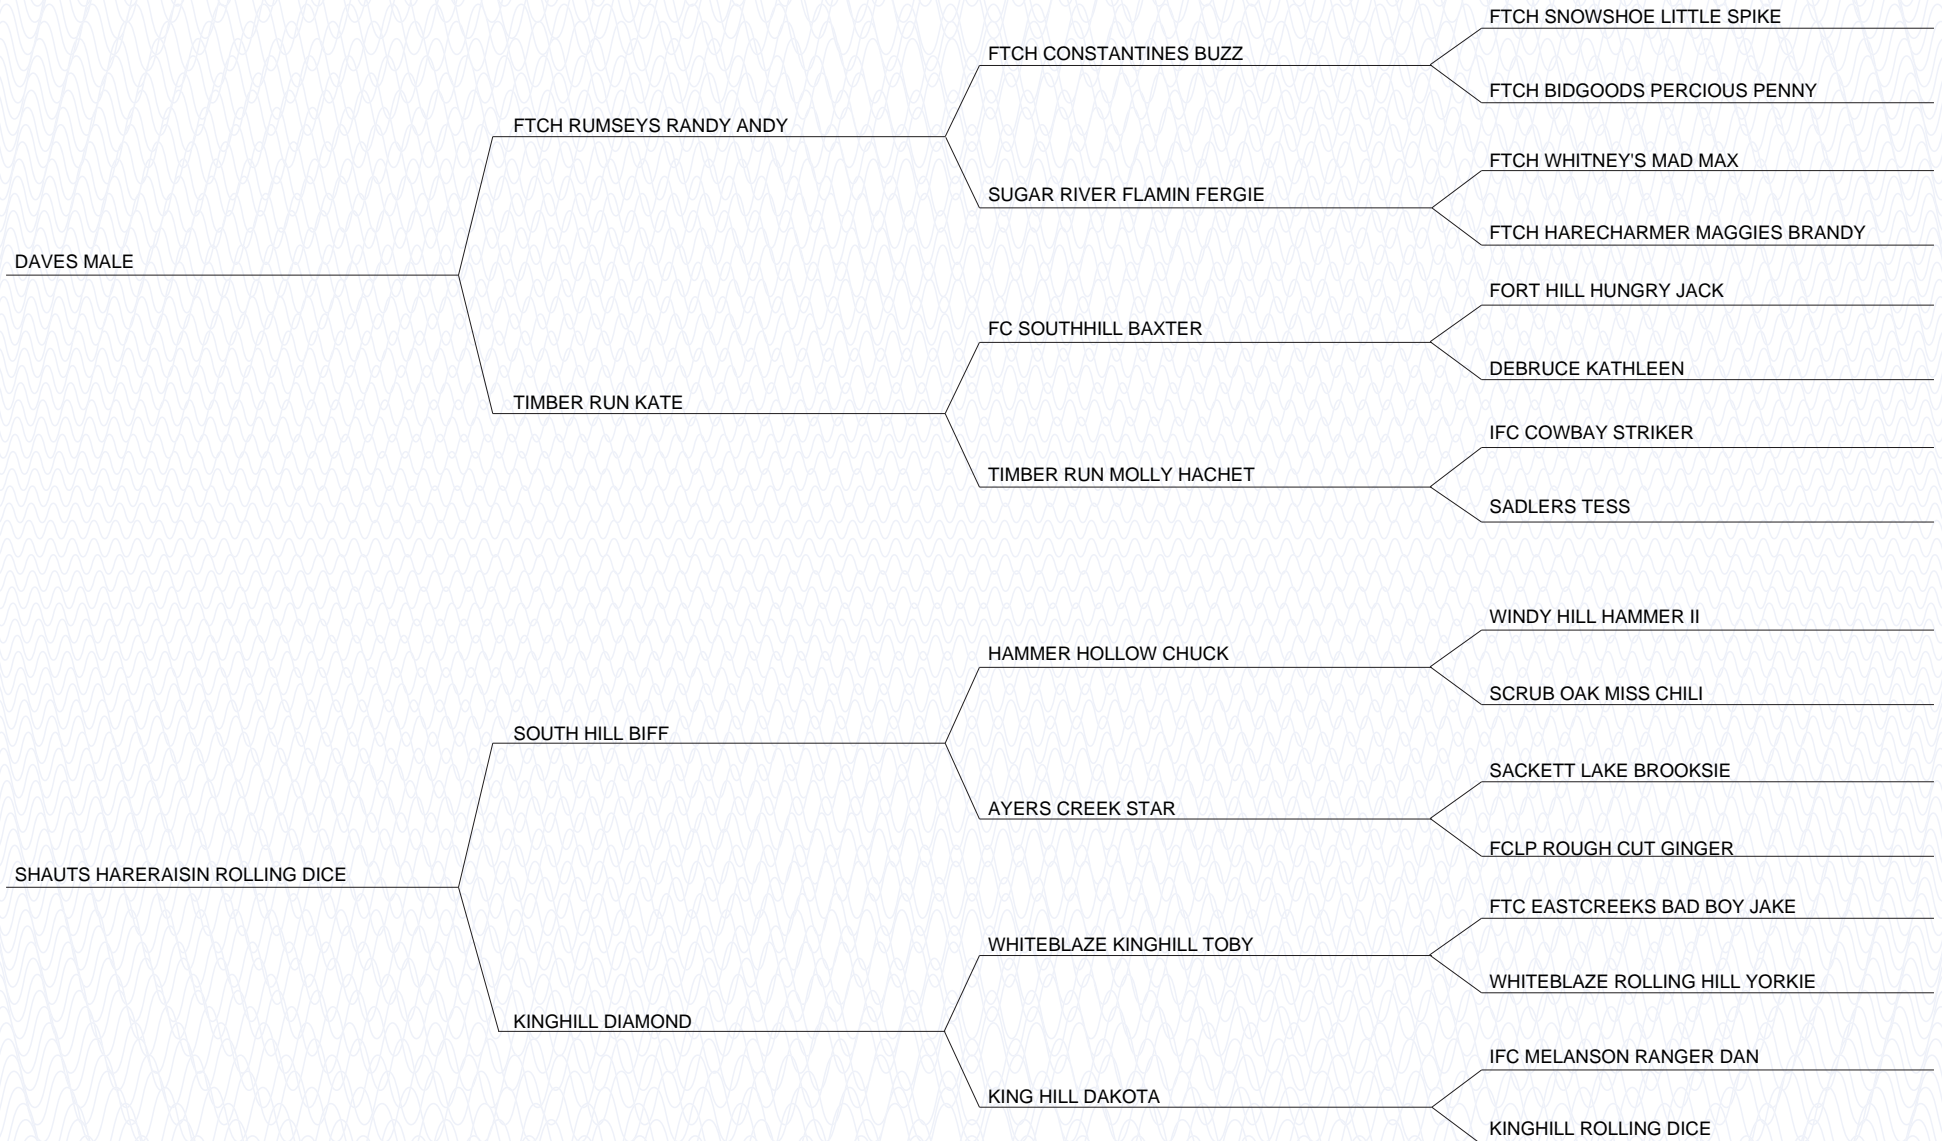 FTCH SNOWSHOE LITTLE SPIKE
FTCH CONSTANTINES BUZZ
FTCH BIDGOODS PERCIOUS PENNY
FTCH RUMSEYS RANDY ANDY
FTCH WHITNEY'S MAD MAX
SUGAR RIVER FLAMIN FERGIE
FTCH HARECHARMER MAGGIES BRANDY
DAVES MALE
FORT HILL HUNGRY JACK
FC SOUTHHILL BAXTER
DEBRUCE KATHLEEN
TIMBER RUN KATE
IFC COWBAY STRIKER
TIMBER RUN MOLLY HACHET
SADLERS TESS
WINDY HILL HAMMER II
HAMMER HOLLOW CHUCK
SCRUB OAK MISS CHILI
SOUTH HILL BIFF
SACKETT LAKE BROOKSIE
AYERS CREEK STAR
FCLP ROUGH CUT GINGER
SHAUTS HARERAISIN ROLLING DICE
FTC EASTCREEKS BAD BOY JAKE
WHITEBLAZE KINGHILL TOBY
WHITEBLAZE ROLLING HILL YORKIE
KINGHILL DIAMOND
IFC MELANSON RANGER DAN
KING HILL DAKOTA
KINGHILL ROLLING DICE